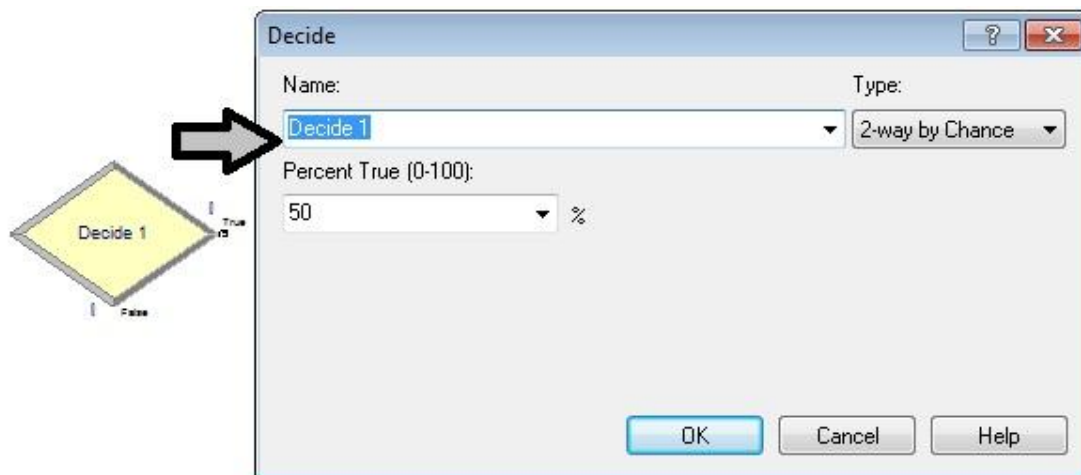 Decide
Name:
Type:
Decide 1
2-way by Chance
Percent True (0-100):
50
%
Decide 1
True
False
OK
Cancel
Help